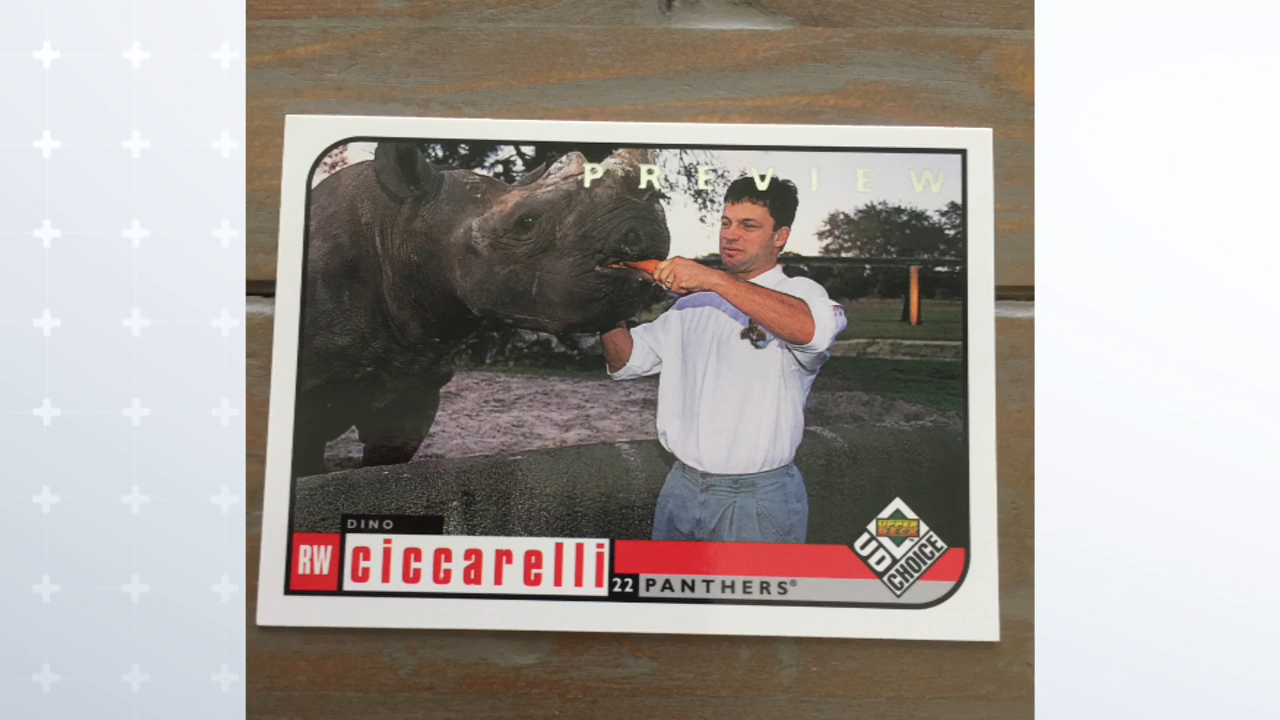 PREVIEW
DINO
RW
ciccarelli
22 PANTHERS®
UPPER
DECK
UD
CHOICE